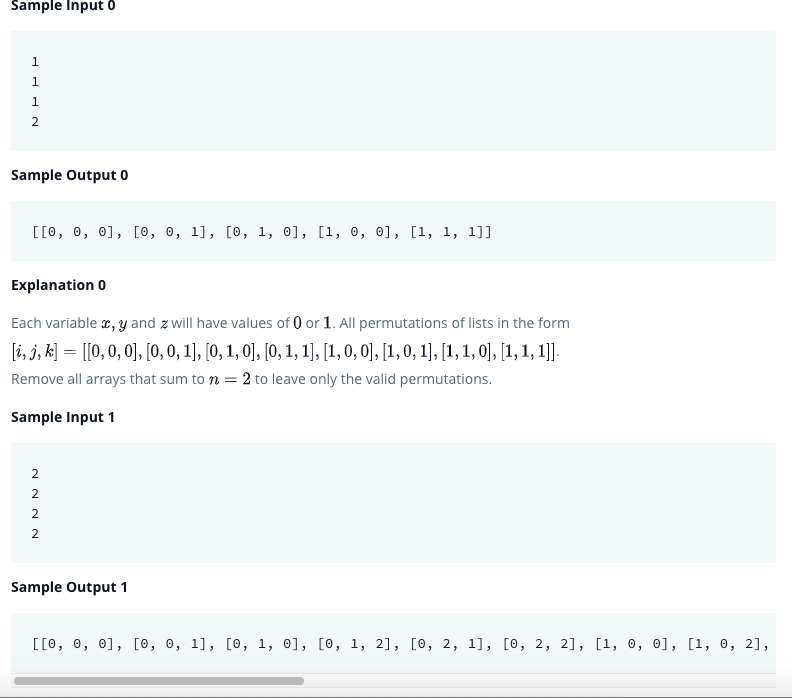 Sample Input 0
1
1
1
2
Sample Output 0
[[0, 0, 0], [0, 0, 1], [0, 1, 0], [1, 0, 0], [1, 1, 1]]
Explanation 0
Each variable x, y and z will have values of 0 or 1. All permutations of lists in the form
[i, j, k] = [[0, 0, 0], [0, 0, 1], [0, 1, 0], [0, 1, 1], [1, 0, 0], [1, 0, 1], [1, 1, 0], [1, 1, 1]].
Remove all arrays that sum to n = 2 to leave only the valid permutations.
Sample Input 1
2
2
2
2
Sample Output 1
[[0, 0, 0], [0, 0, 1], [0, 1, 0], [0, 1, 2], [0, 2, 1], [0, 2, 2], [1, 0, 0], [1, 0, 2],